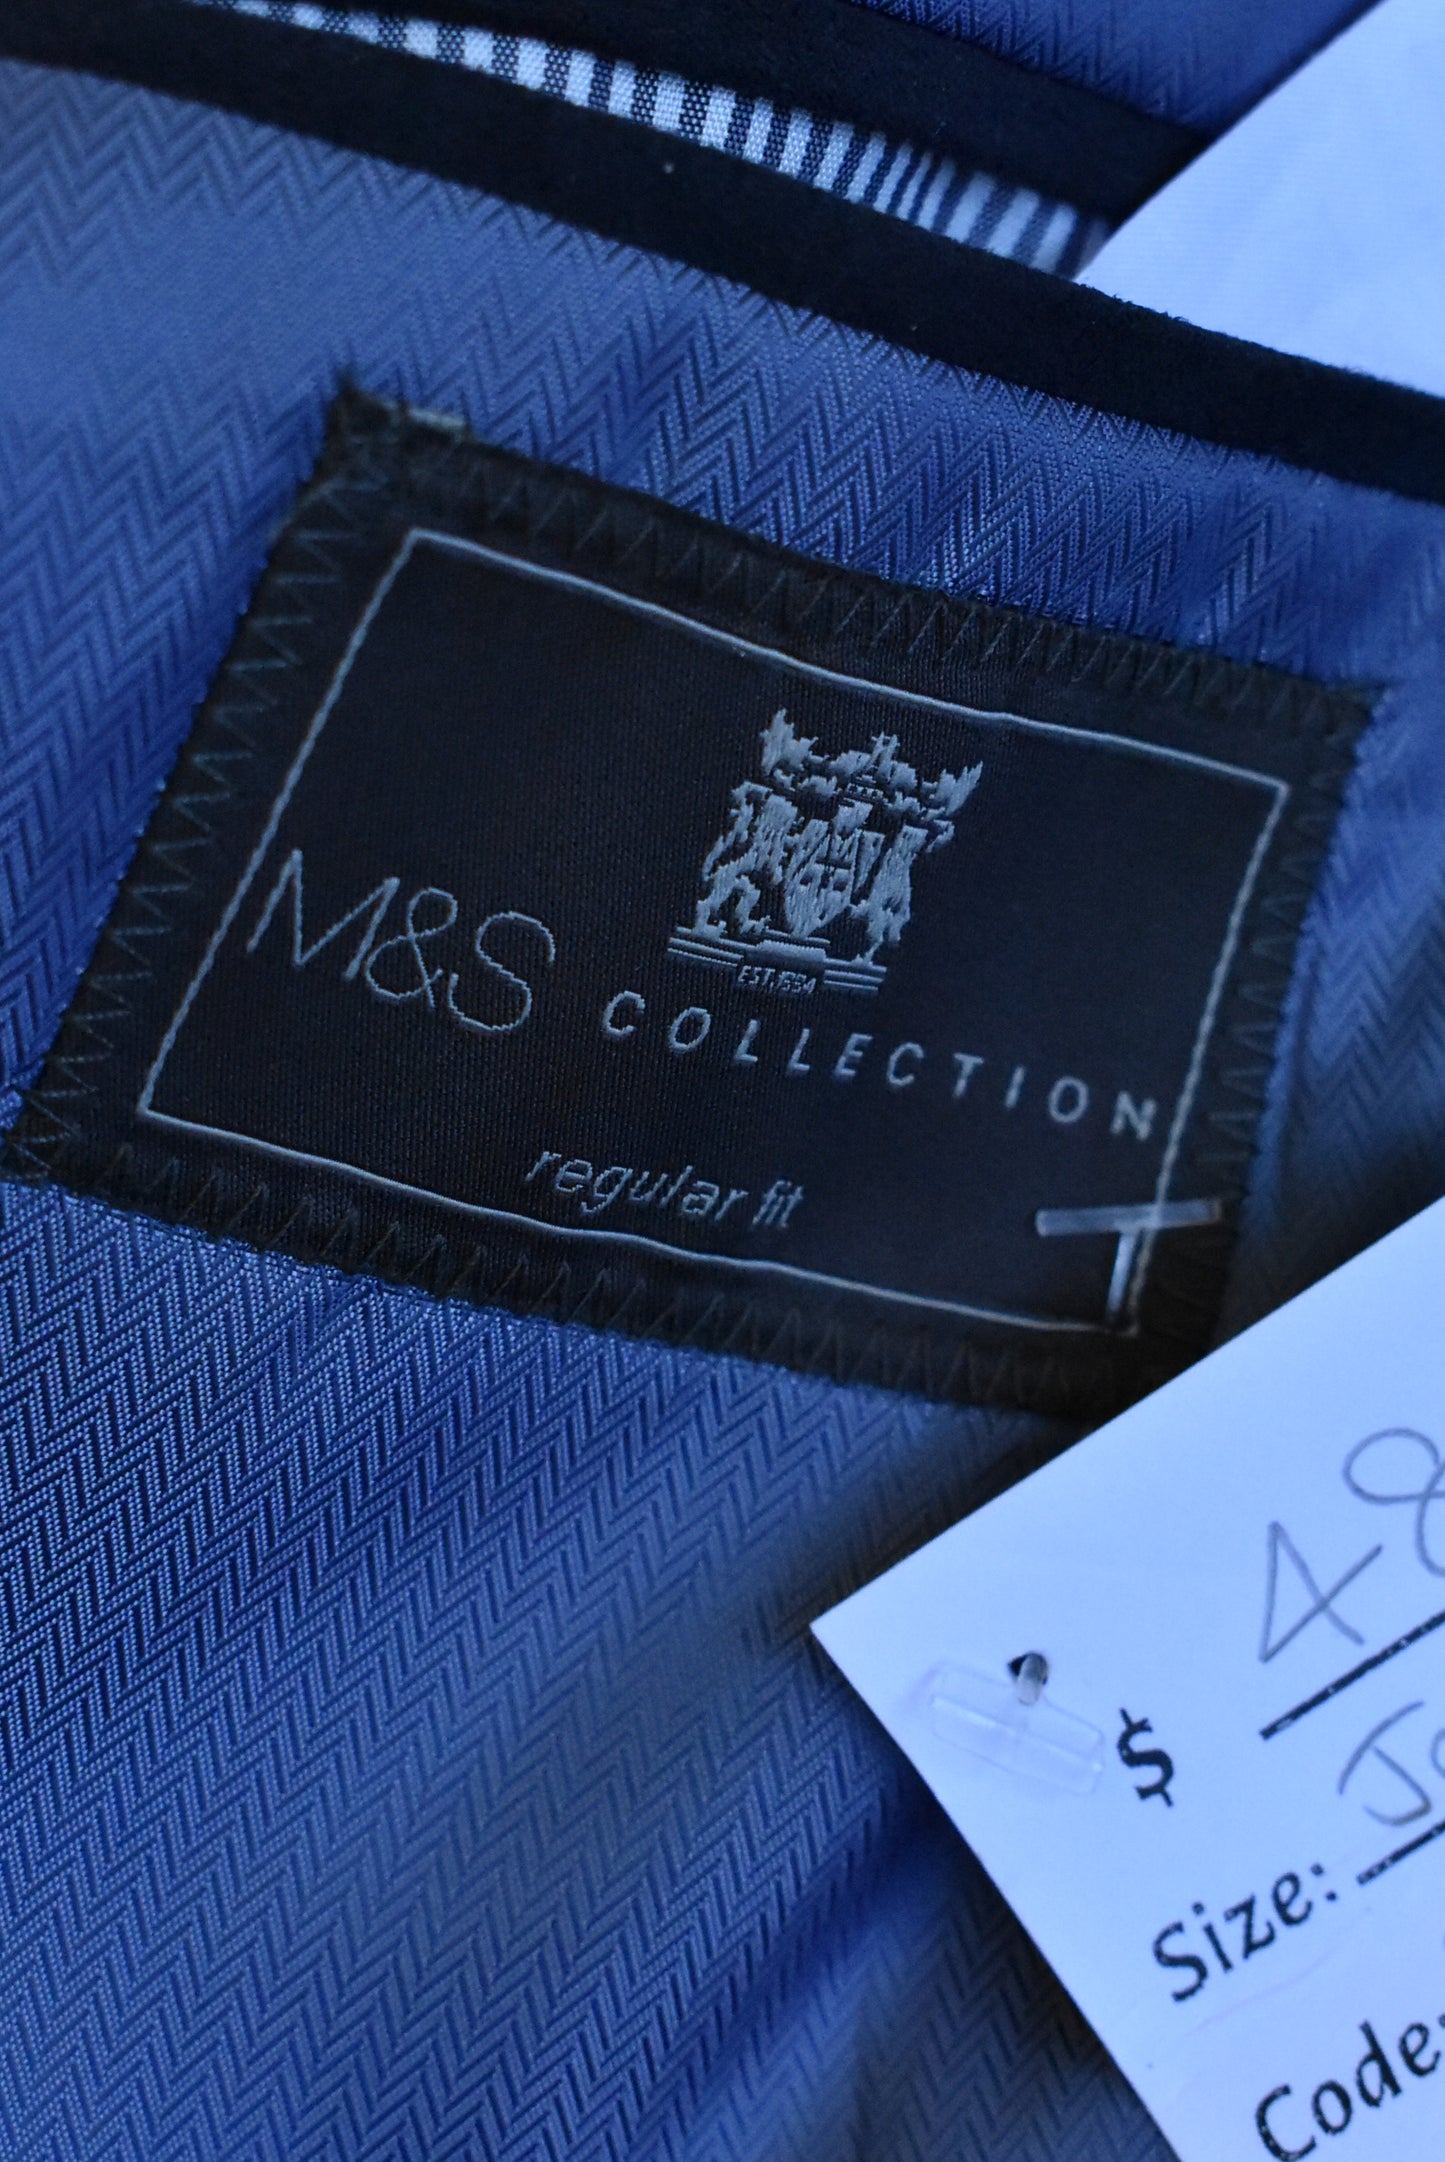 EST. 1884
M&S COLLECTION
regular fit
$ 48
Size:
Code: